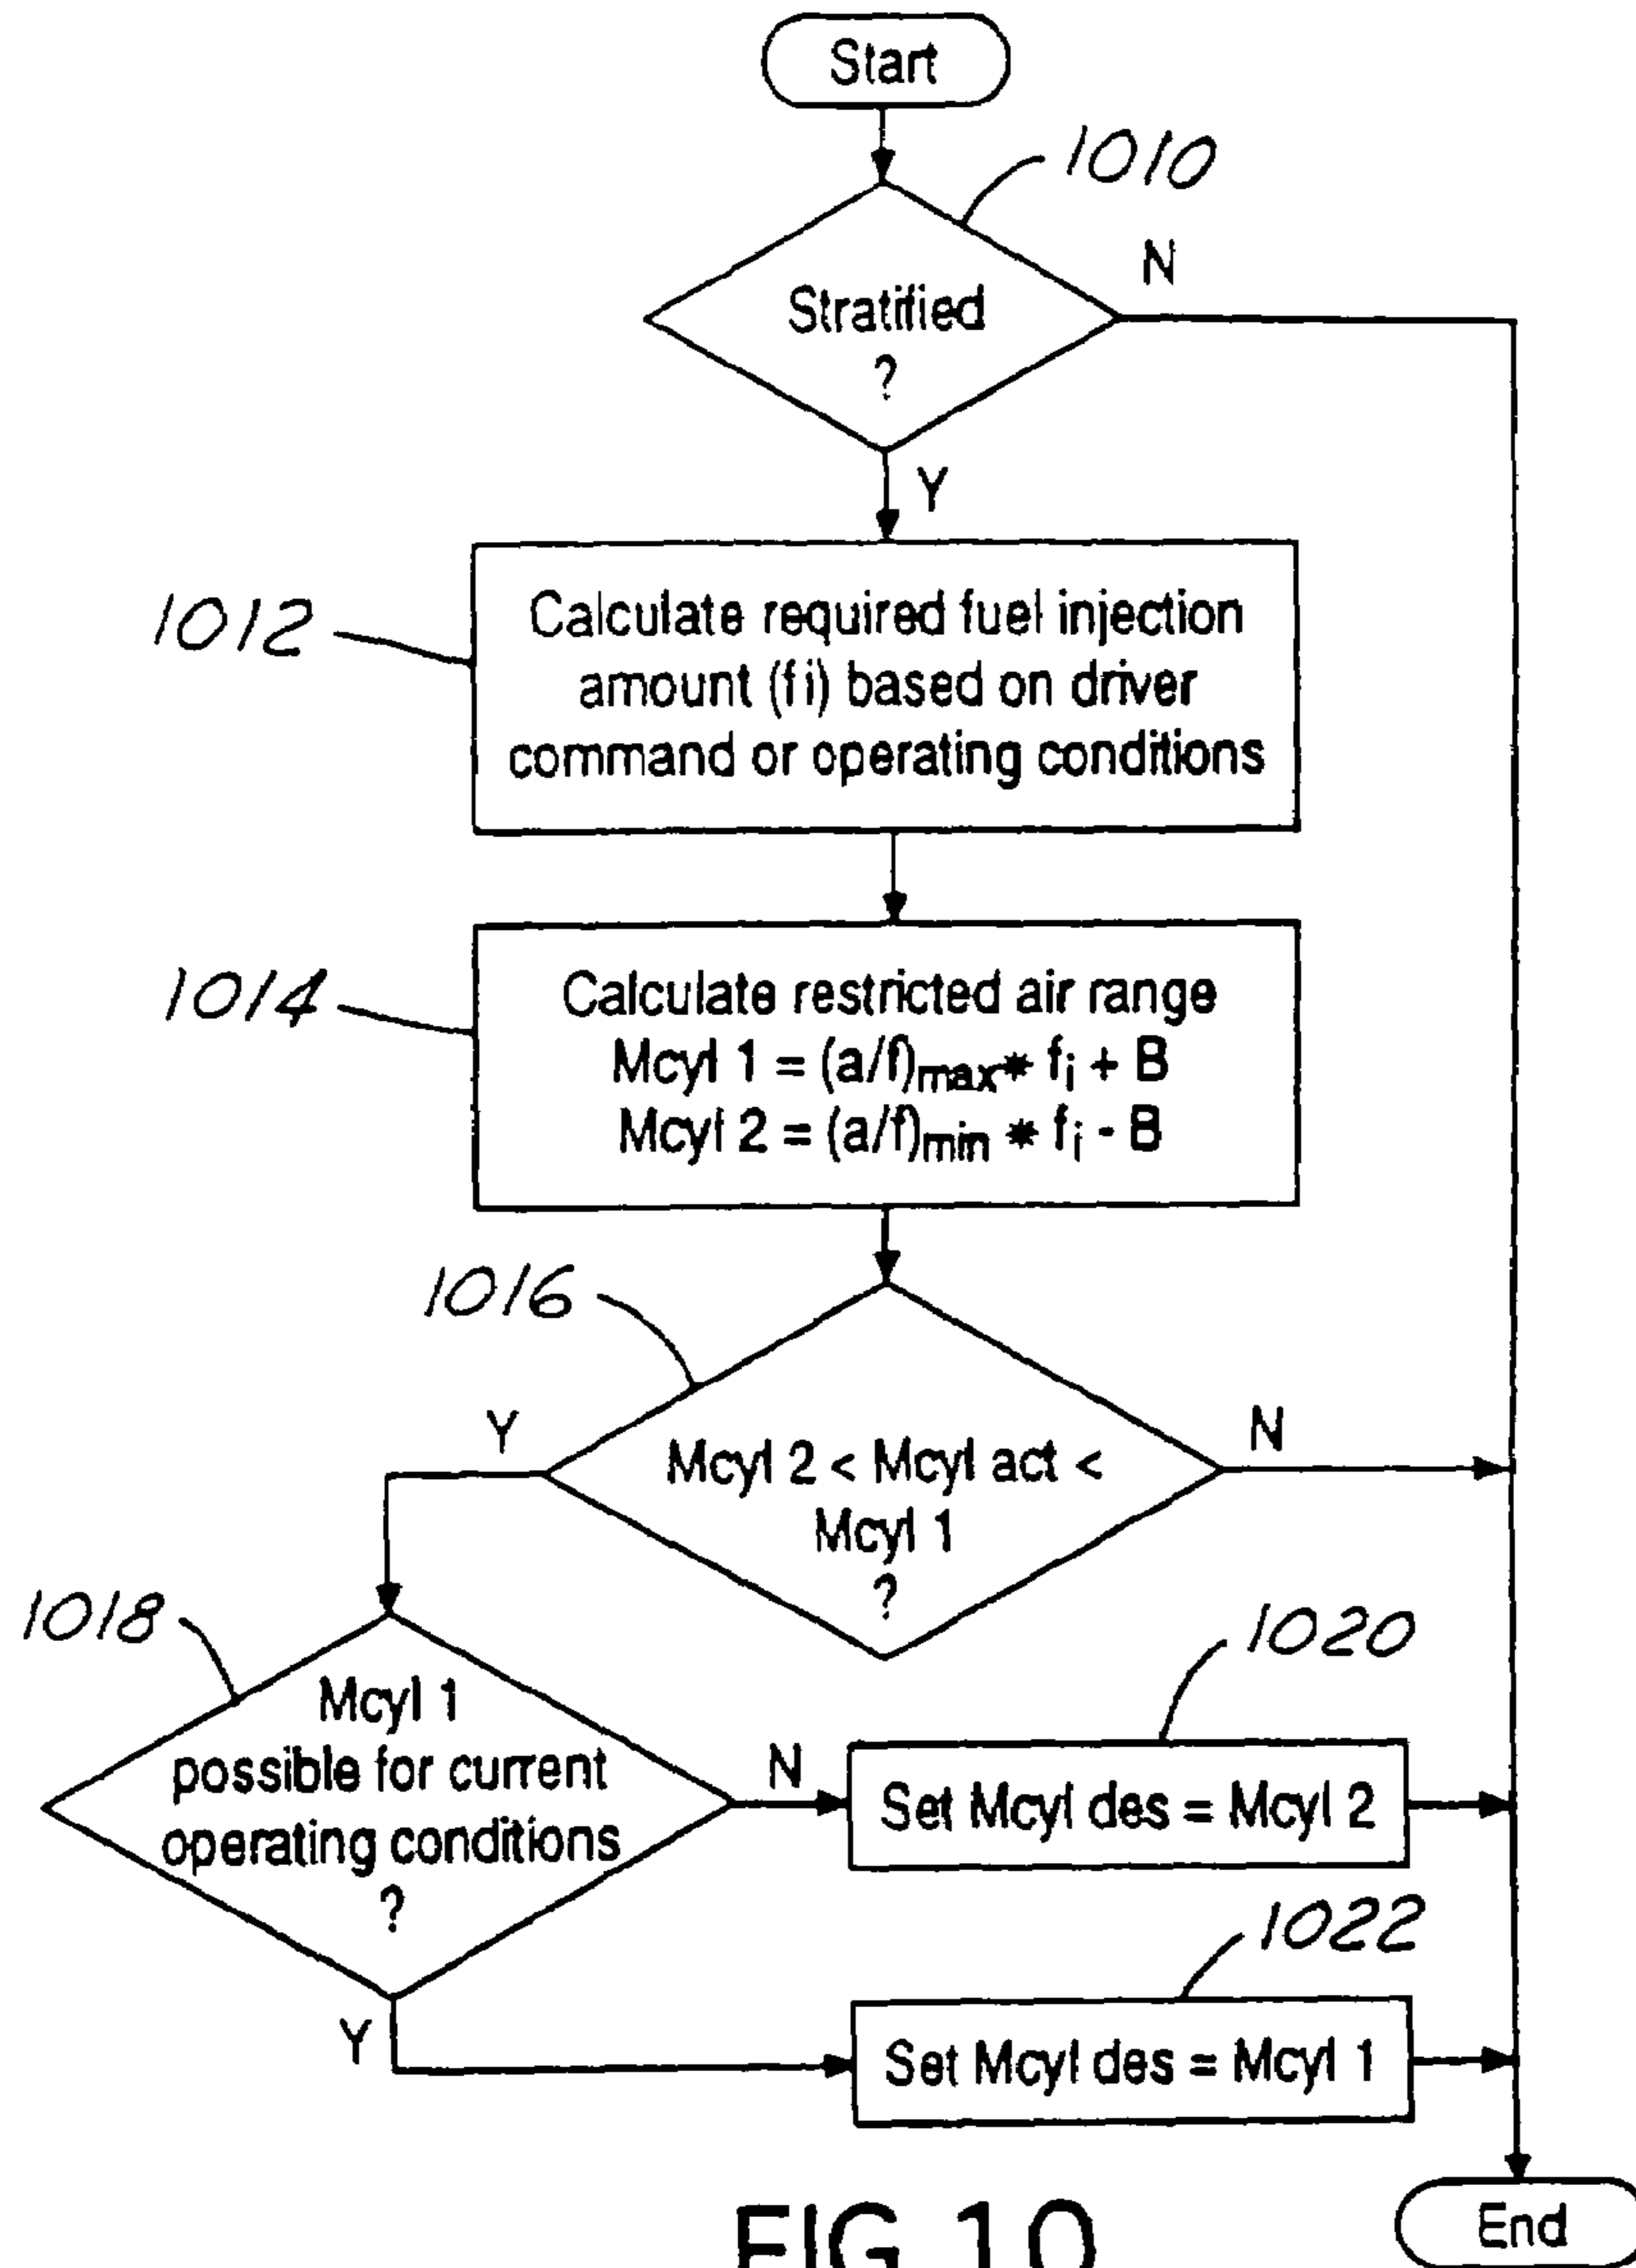 Start
1010
Stratified
?
N
Y
1012
Calculate required fuel injection
amount (fi) based on driver
command or operating conditions
1014
Calculate restricted air range
Mcyl 1 = (a/f)max* fi + B
Mcyl 2 = (a/f)min * fi - B
1016
Y
N
Mcyl 2 < Mcyl act <
Mcyl 1
?
1018
Mcyl 1
possible for current
operating conditions
?
N
1020
Set Mcyl des = Mcyl 2
Y
1022
Set Mcyl des = Mcyl 1
End
FIG.10